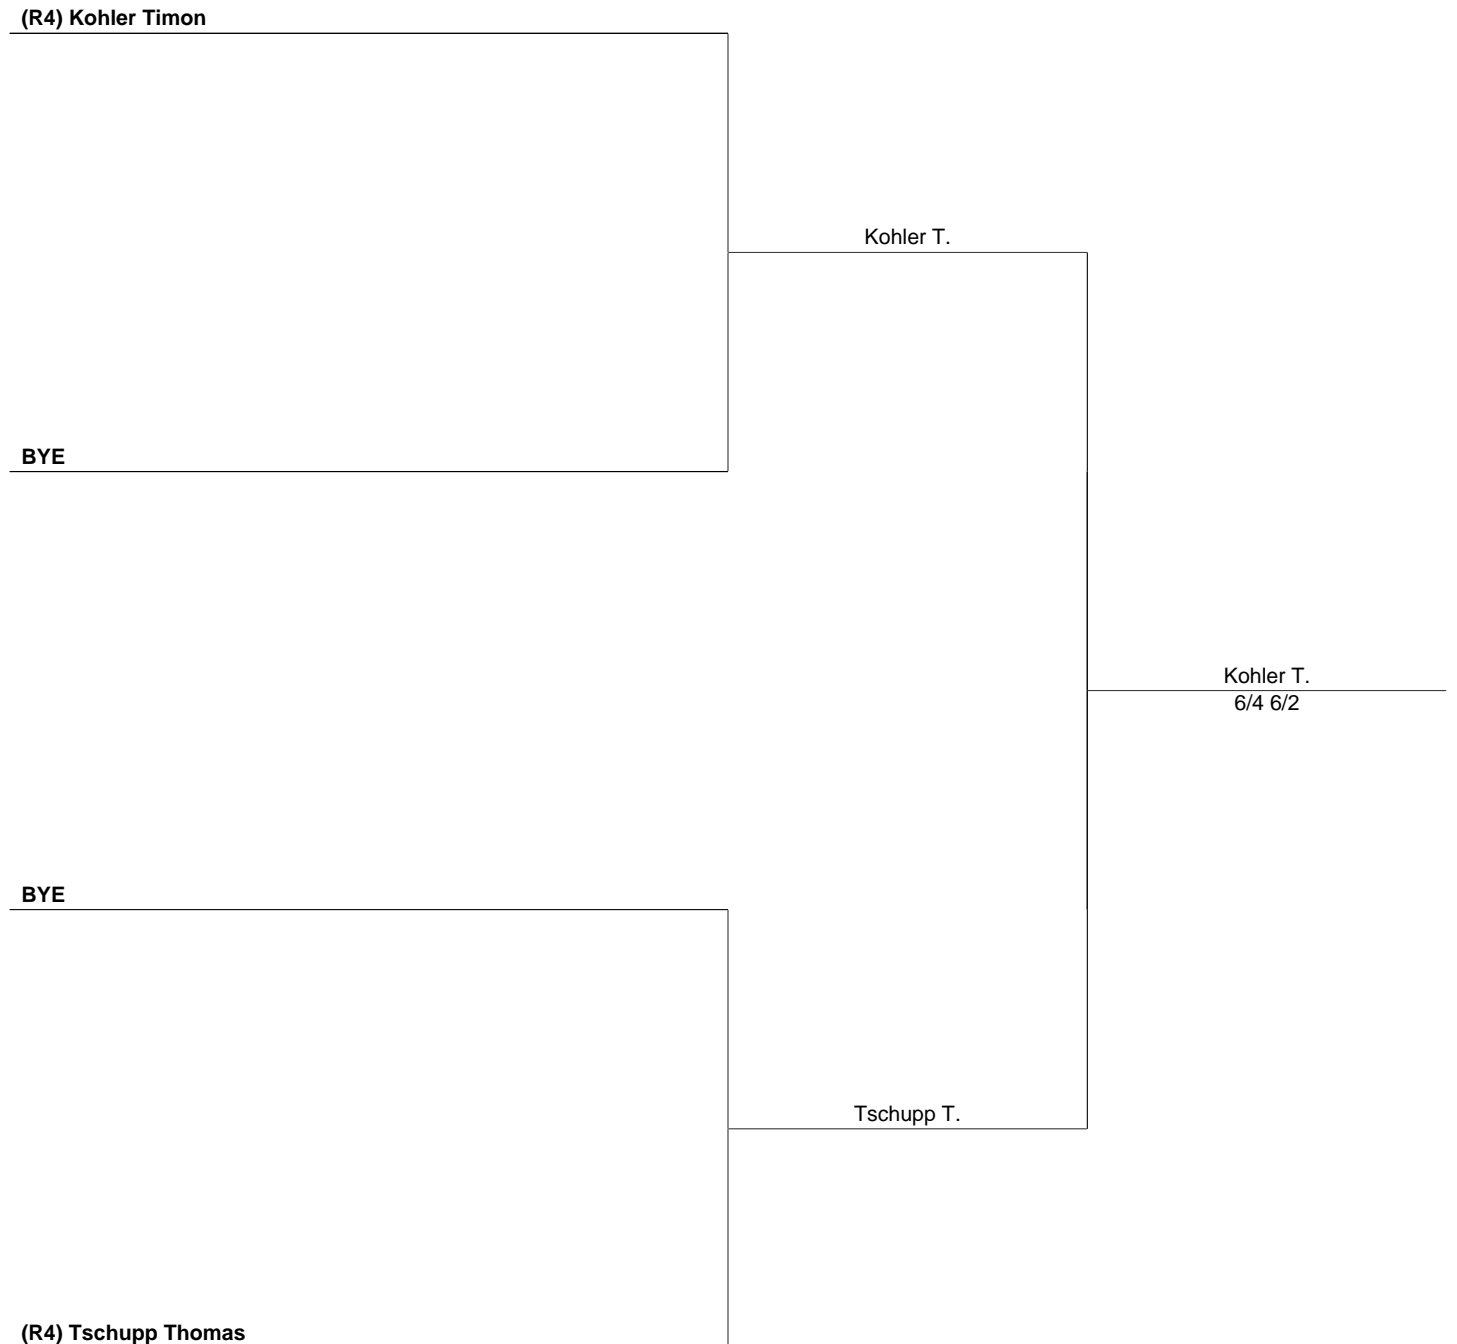 (R4) Kohler Timon
Kohler T.
BYE
Kohler T.
6/4 6/2
BYE
Tschupp T.
(R4) Tschupp Thomas